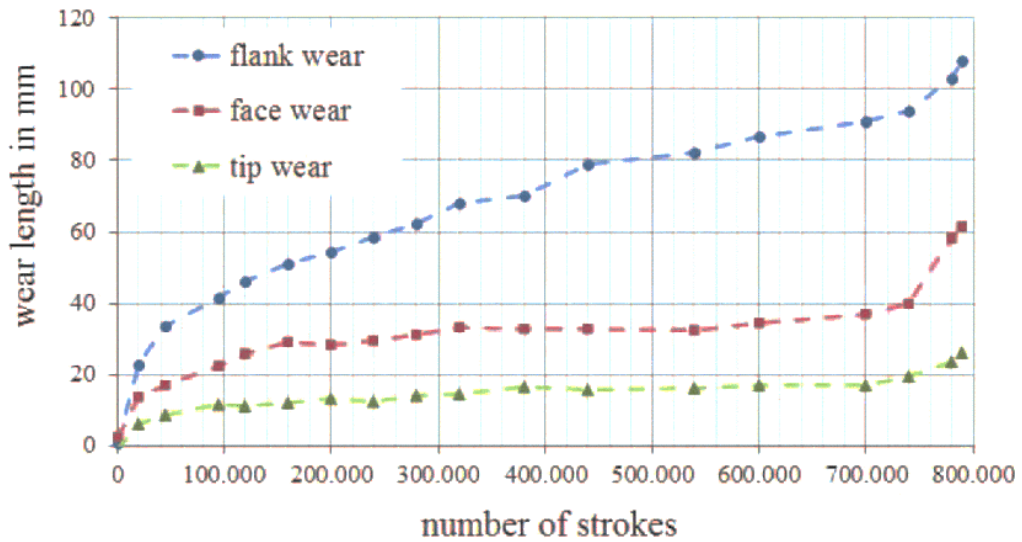 120
100
80
60
40
20
0
wear length in mm
flank wear
face wear
tip wear
0 100.000 200.000 300.000 400.000 500.000 600.000 700.000 800.000
number of strokes